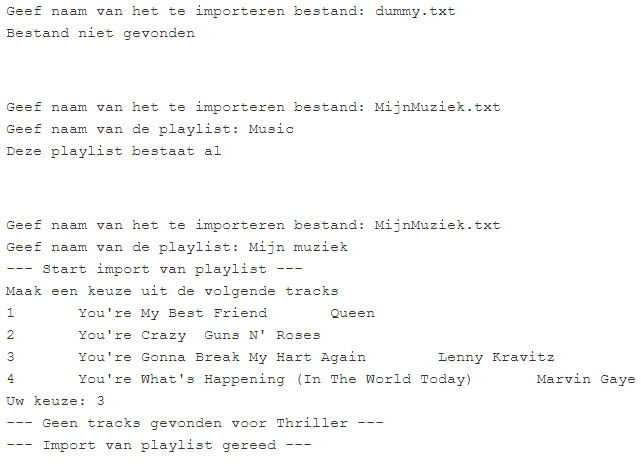 Geef naam van het te importeren bestand: dummy.txt
Bestand niet gevonden
Geef naam van het te importeren bestand: MijnMuziek.txt
Geef naam van de playlist: Music
Deze playlist bestaat al
Geef naam van het te importeren bestand: MijnMuziek.txt
Geef naam van de playlist: Mijn muziek
--- Start import van playlist ---
Maak een keuze uit de volgende tracks
1       You're My Best Friend       Queen
2       You're Crazy  Guns N' Roses
3       You're Gonna Break My Hart Again        Lenny Kravitz
4       You're What's Happening (In The World Today)       Marvin Gaye
Uw keuze: 3
--- Geen tracks gevonden voor Thriller ---
--- Import van playlist gereed ---